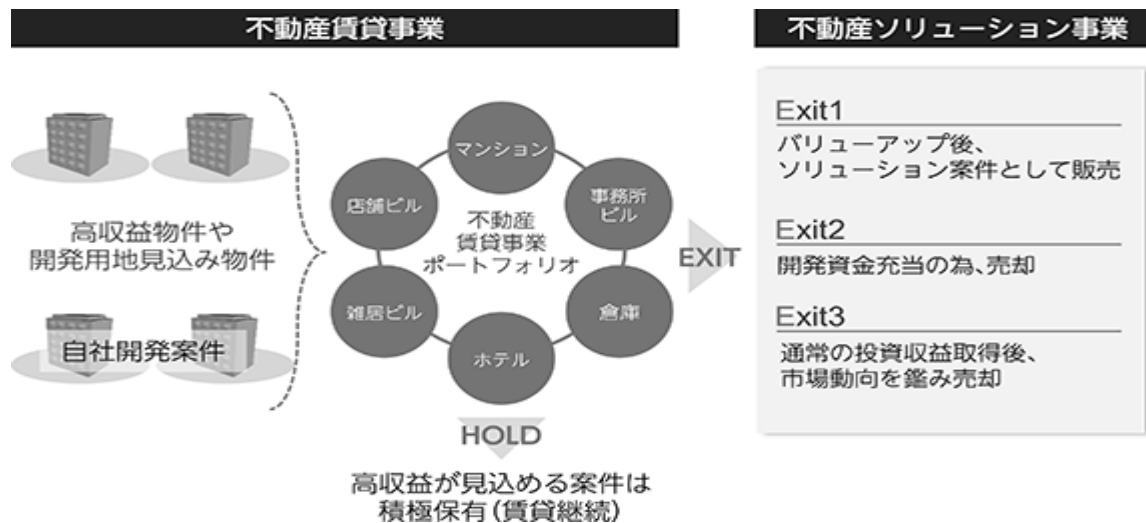 不動産賃貸事業
高収益物件や
開発用地見込み物件
自社開発案件
マンション
店舗ビル
事務所
ビル
不動産
賃貸事業
ポートフォリオ
雑居ビル
倉庫
ホテル
HOLD
高収益が見込める案件は
積極保有(賃貸継続)
EXIT
不動産ソリューション事業
Exit1
バリューアップ後、
ソリューション案件として販売
Exit2
開発資金充当の為、売却
Exit3
通常の投資収益取得後、
市場動向を鑑み売却